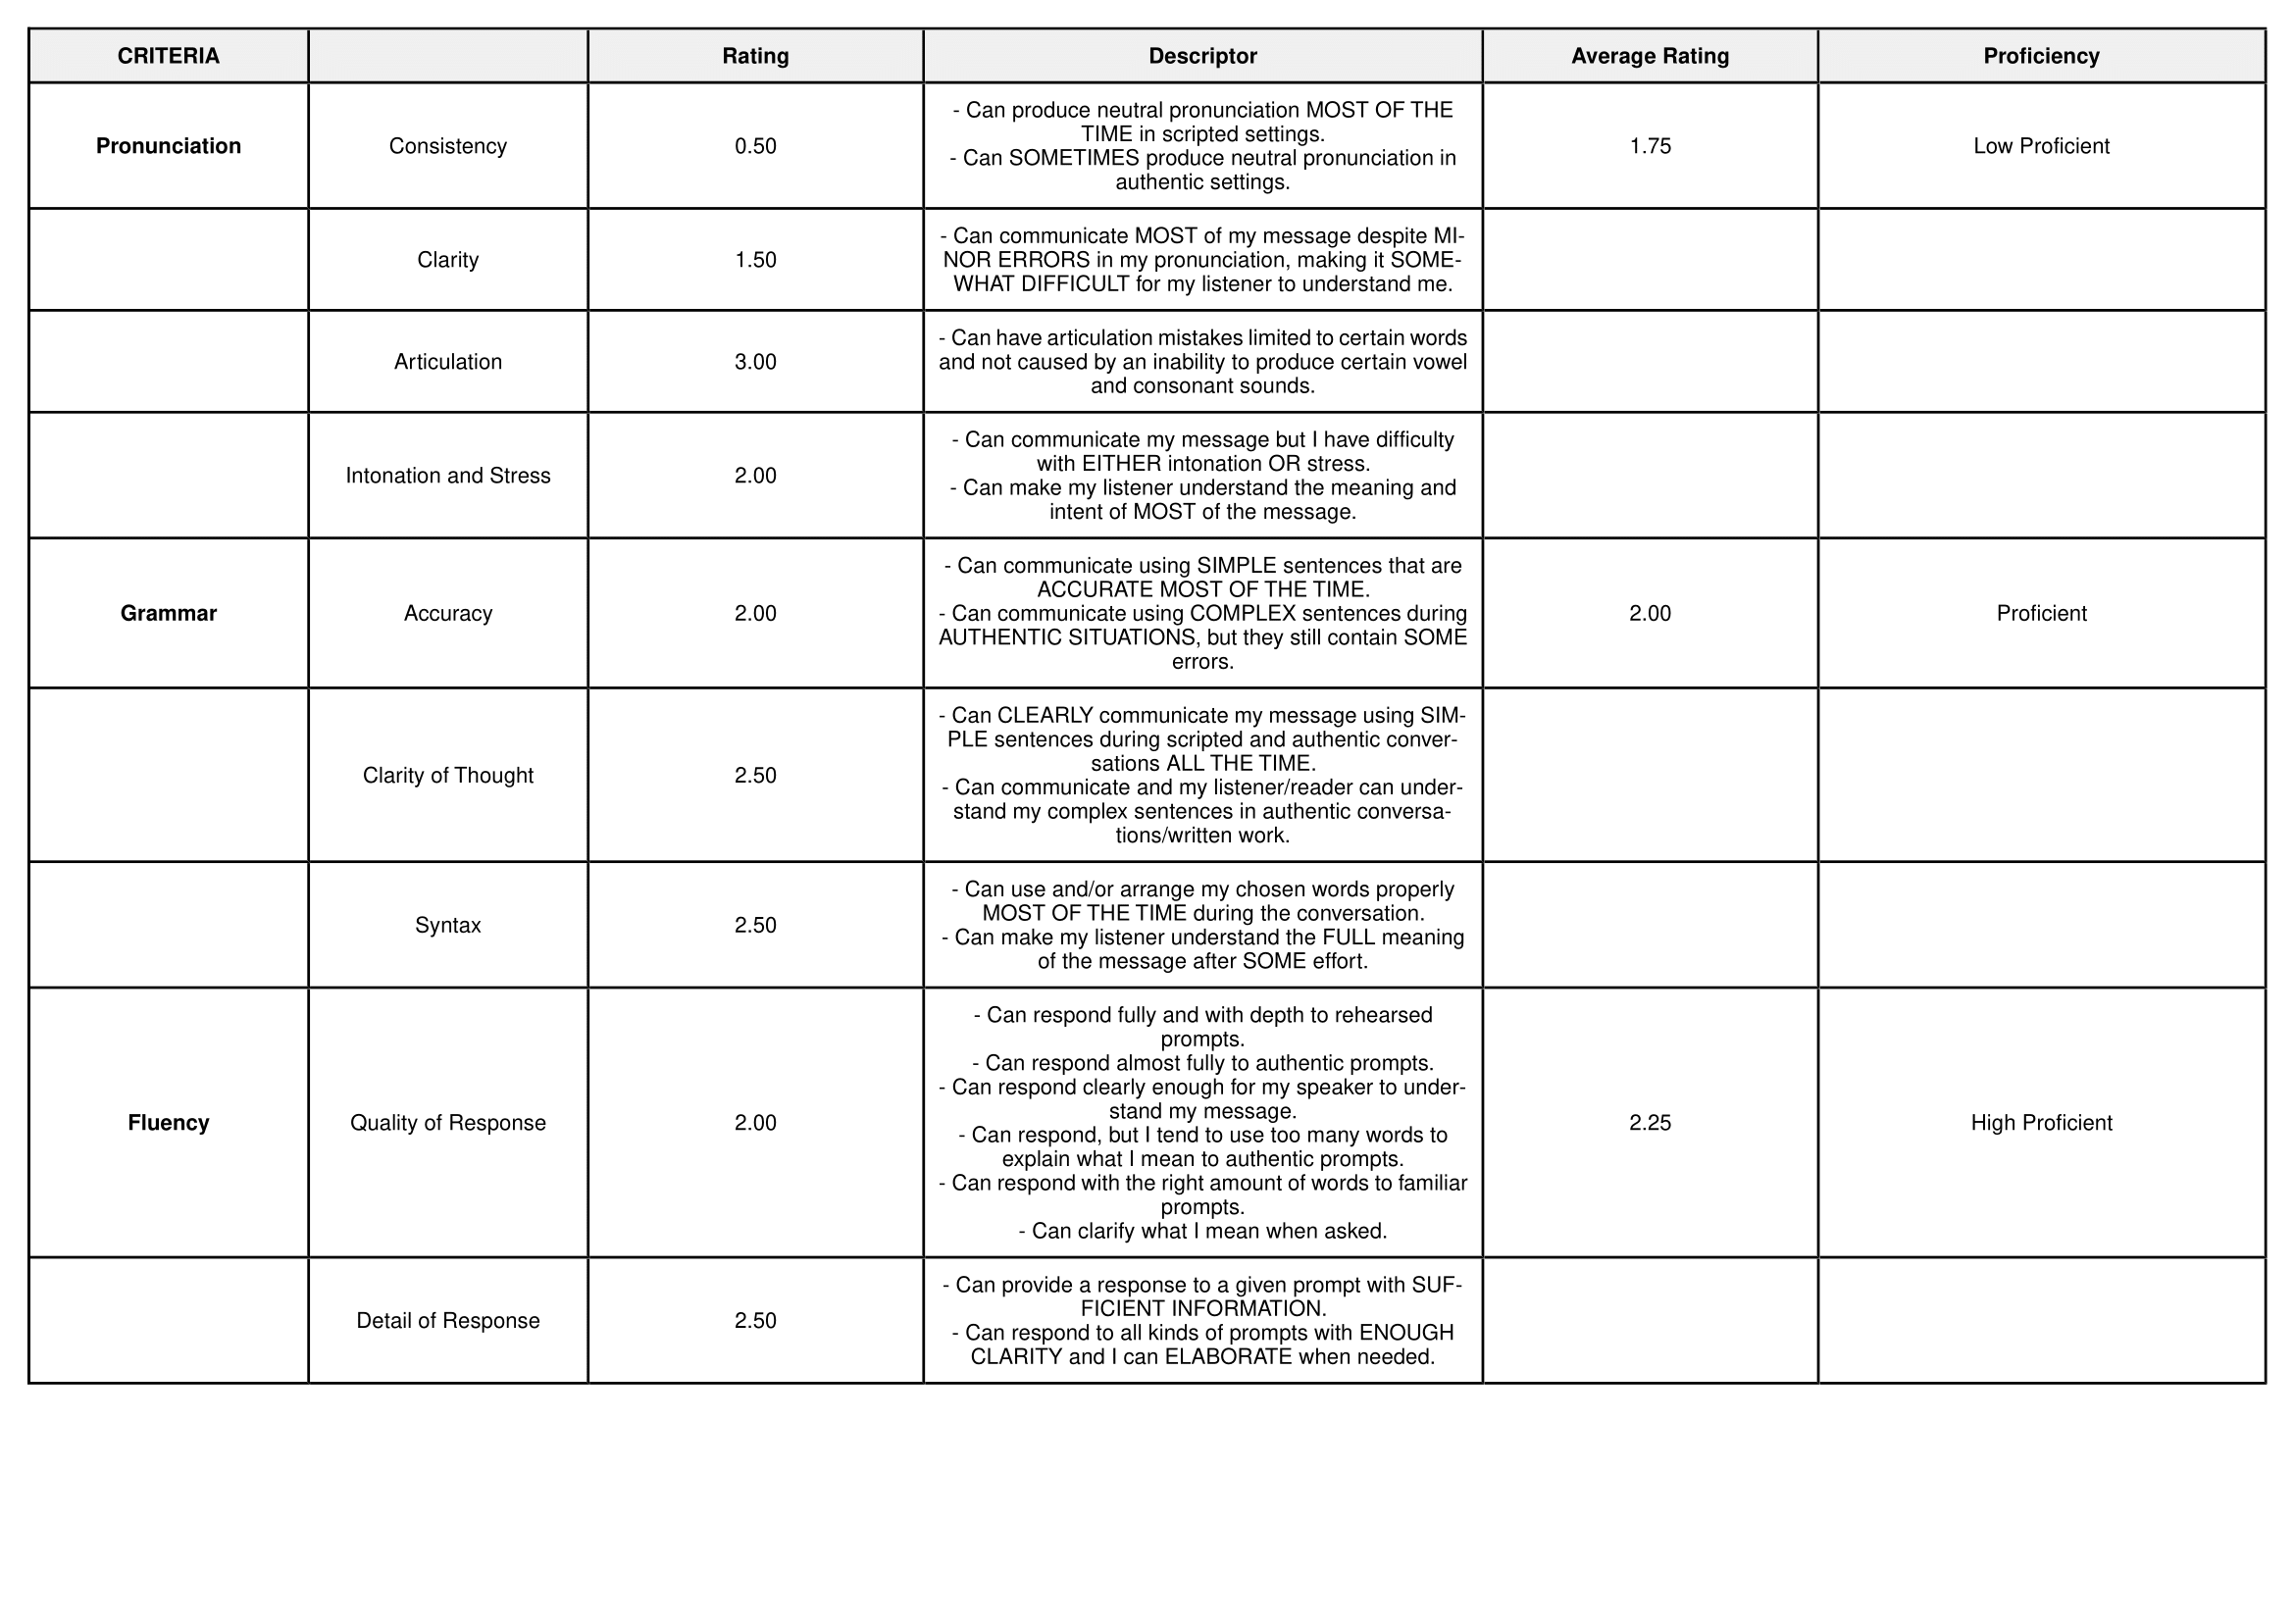 CRITERIA Rating Descriptor Average Rating Proficiency
- Can produce neutral pronunciation MOST OF THE
TIME in scripted settings.
Pronunciation Consistency 0.50 1.75 Low Proficient
- Can SOMETIMES produce neutral pronunciation in
authentic settings.
- Can communicate MOST of my message despite MI-
Clarity 1.50 NOR ERRORS in my pronunciation, making it SOME-
WHAT DIFFICULT for my listener to understand me.
- Can have articulation mistakes limited to certain words
Articulation 3.00 and not caused by an inability to produce certain vowel
and consonant sounds.
- Can communicate my message but I have difficulty
with EITHER intonation OR stress.
Intonation and Stress 2.00
- Can make my listener understand the meaning and
intent of MOST of the message.
- Can communicate using SIMPLE sentences that are
ACCURATE MOST OF THE TIME.
Grammar Accuracy 2.00 - Can communicate using COMPLEX sentences during 2.00 Proficient
AUTHENTIC SITUATIONS, but they still contain SOME
errors.
- Can CLEARLY communicate my message using SIM-
PLE sentences during scripted and authentic conver-
sations ALL THE TIME.
Clarity of Thought 2.50
- Can communicate and my listener/reader can under-
stand my complex sentences in authentic conversa-
tions/written work.
- Can use and/or arrange my chosen words properly
MOST OF THE TIME during the conversation.
Syntax 2.50
- Can make my listener understand the FULL meaning
of the message after SOME effort.
- Can respond fully and with depth to rehearsed
prompts.
- Can respond almost fully to authentic prompts.
- Can respond clearly enough for my speaker to under-
stand my message.
Fluency Quality of Response 2.00 2.25 High Proficient
- Can respond, but I tend to use too many words to
explain what I mean to authentic prompts.
- Can respond with the right amount of words to familiar
prompts.
- Can clarify what I mean when asked.
- Can provide a response to a given prompt with SUF-
FICIENT INFORMATION.
Detail of Response 2.50
- Can respond to all kinds of prompts with ENOUGH
CLARITY and I can ELABORATE when needed.